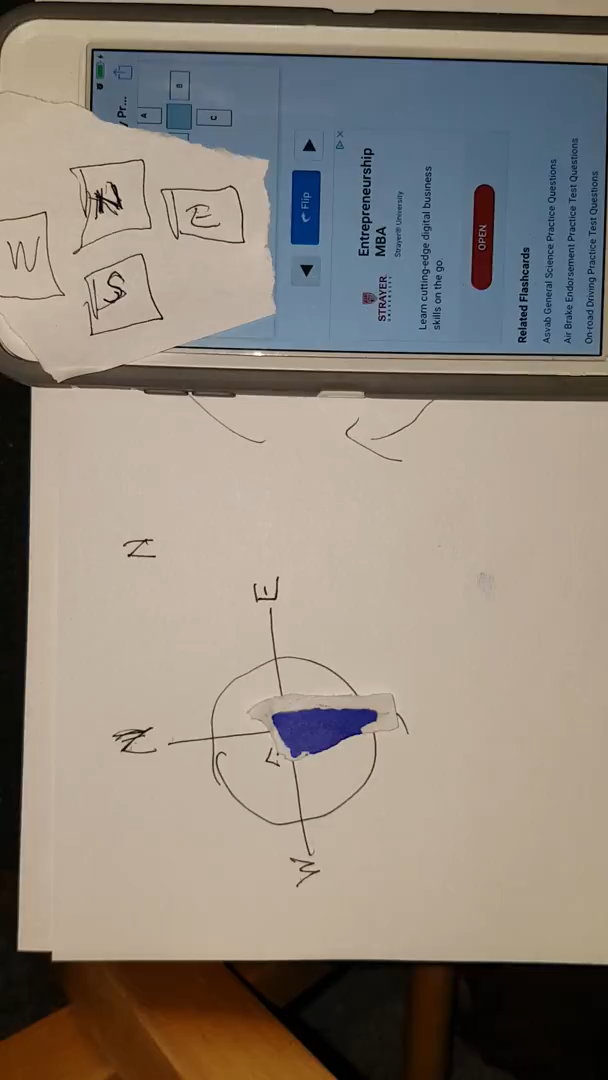 Pr...
A
B
C
Flip
Entrepreneurship
MBA
Strayer® University
STRAYER
UNIVERSITY
Learn cutting-edge digital business
skills on the go.
OPEN
Related Flashcards
Asvab General Science Practice Questions
Air Brake Endorsement Practice Test Questions
On-road Driving Practice Test Questions
W
S
E
N
E
W